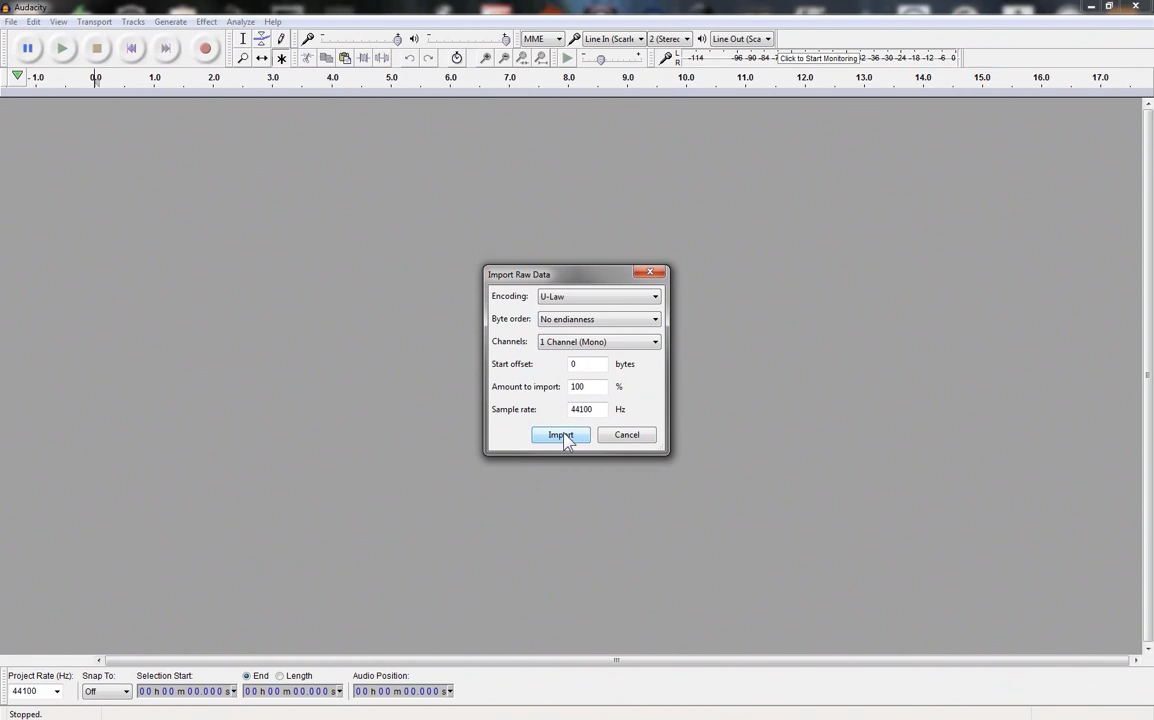 Audacity
File Edit View Transport Tracks Generate Effect Analyze Help
MME Line In (Scarl 2 (Stereo Line Out (Sca
L
R -114 -96 -90 -84 -7 Click to Start Monitoring -36 -30 -24 -18 -12 -6 0
- 1.0 0.0 1.0 2.0 3.0 4.0 5.0 6.0 7.0 8.0 9.0 10.0 11.0 12.0 13.0 14.0 15.0 16.0 17.0
Import Raw Data
Encoding: U-Law
Byte order: No endianness
Channels: 1 Channel (Mono)
Start offset: 0 bytes
Amount to import: 100 %
Sample rate: 44100 Hz
Import Cancel
Project Rate (Hz): Snap To: Selection Start: End Length Audio Position:
44100 Off 00 h 00 m 00.000 s 00 h 00 m 00.000 s 00 h 00 m 00.000 s
Stopped.